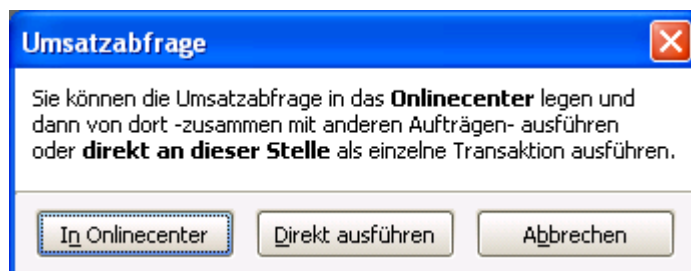 Umsatzabfrage
Sie können die Umsatzabfrage in das Onlinecenter legen und
dann von dort -zusammen mit anderen Aufträgen- ausführen
oder direkt an dieser Stelle als einzelne Transaktion ausführen.
In Onlinecenter Direkt ausführen Abbrechen